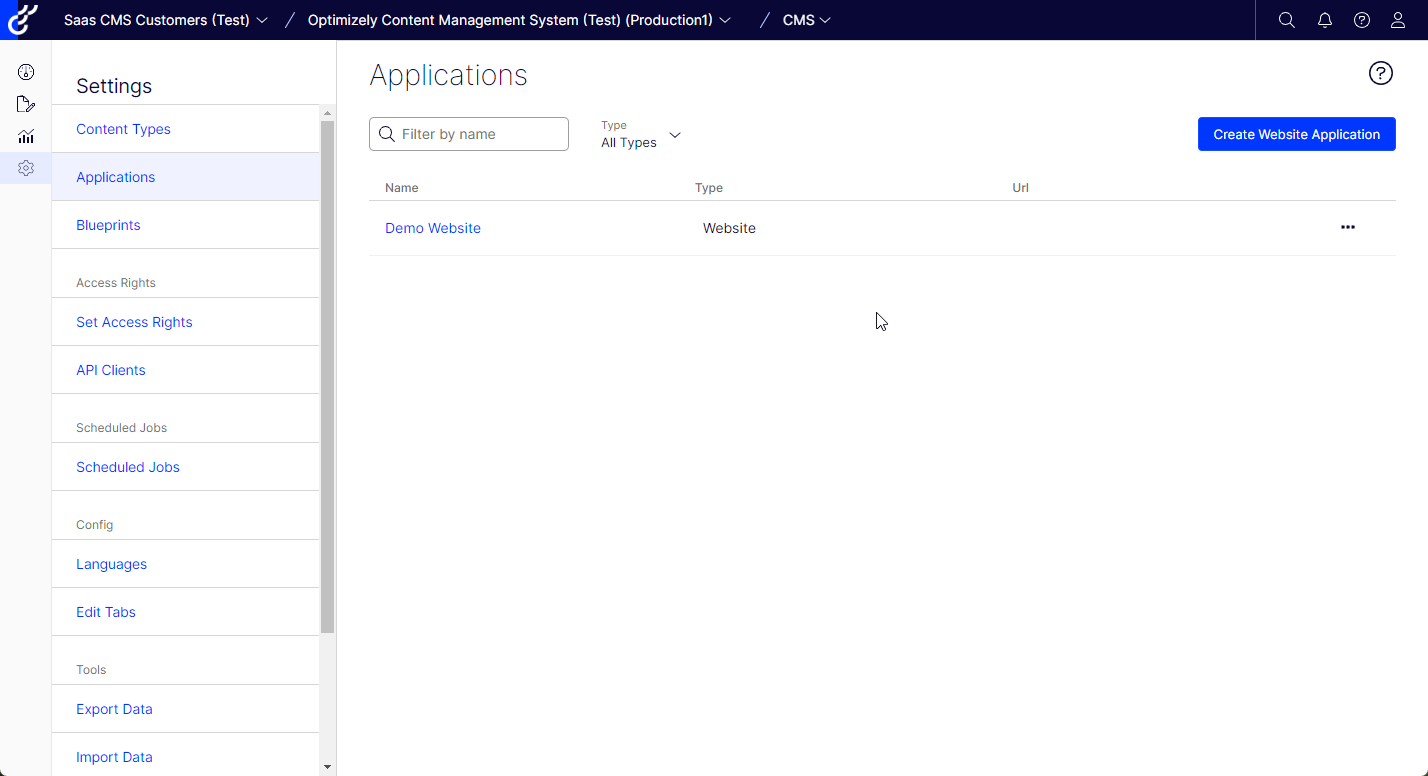 Saas CMS Customers (Test) / Optimizely Content Management System (Test) (Production1) / CMS
Settings
Content Types
Applications
Blueprints
Access Rights
Set Access Rights
API Clients
Scheduled Jobs
Scheduled Jobs
Config
Languages
Edit Tabs
Tools
Export Data
Import Data
Applications
Filter by name
Type
All Types
Create Website Application
Name Type Url
Demo Website Website